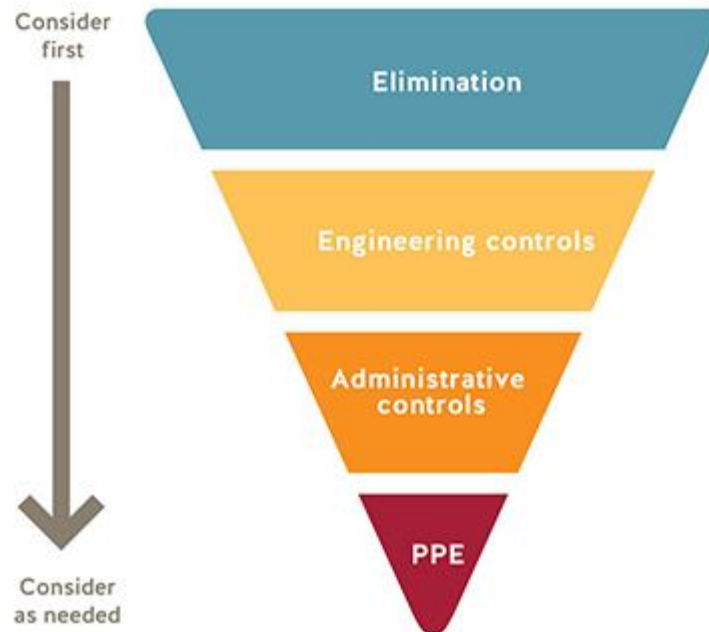 Consider
first
Elimination
Engineering controls
Administrative
controls
PPE
Consider
as needed